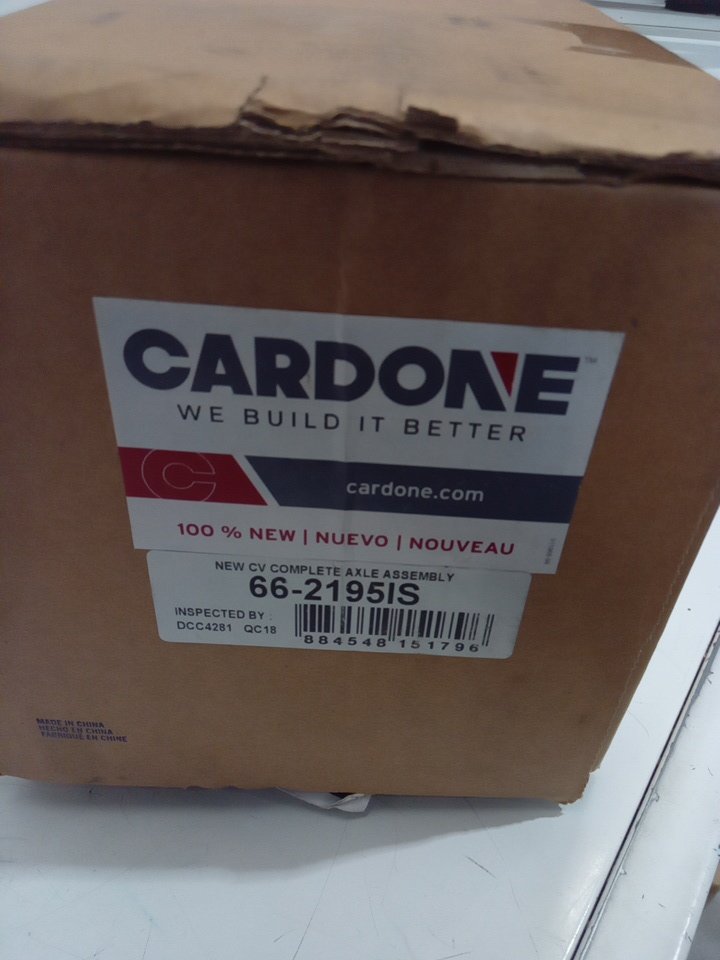 CARDONE™
WE BUILD IT BETTER
cardone.com
100 % NEW | NUEVO | NOUVEAU
NEW CV COMPLETE AXLE ASSEMBLY
66-2195IS
INSPECTED BY :
DCC4281 QC18
884548 151796
MADE IN CHINA
HECHO EN CHINA
FABRIQUÉ EN CHINE